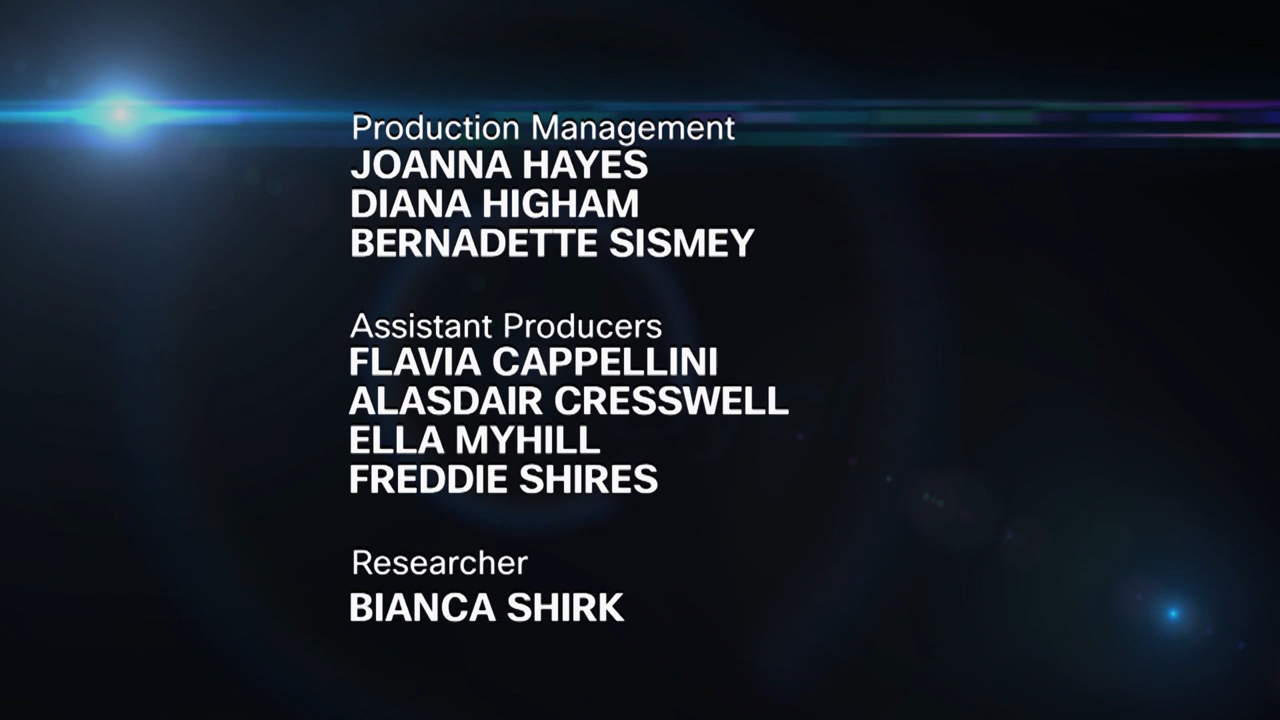 Production Management
JOANNA HAYES
DIANA HIGHAM
BERNADETTE SISMEY
Assistant Producers
FLAVIA CAPPELLINI
ALASDAIR CRESSWELL
ELLA MYHILL
FREDDIE SHIRES
Researcher
BIANCA SHIRK